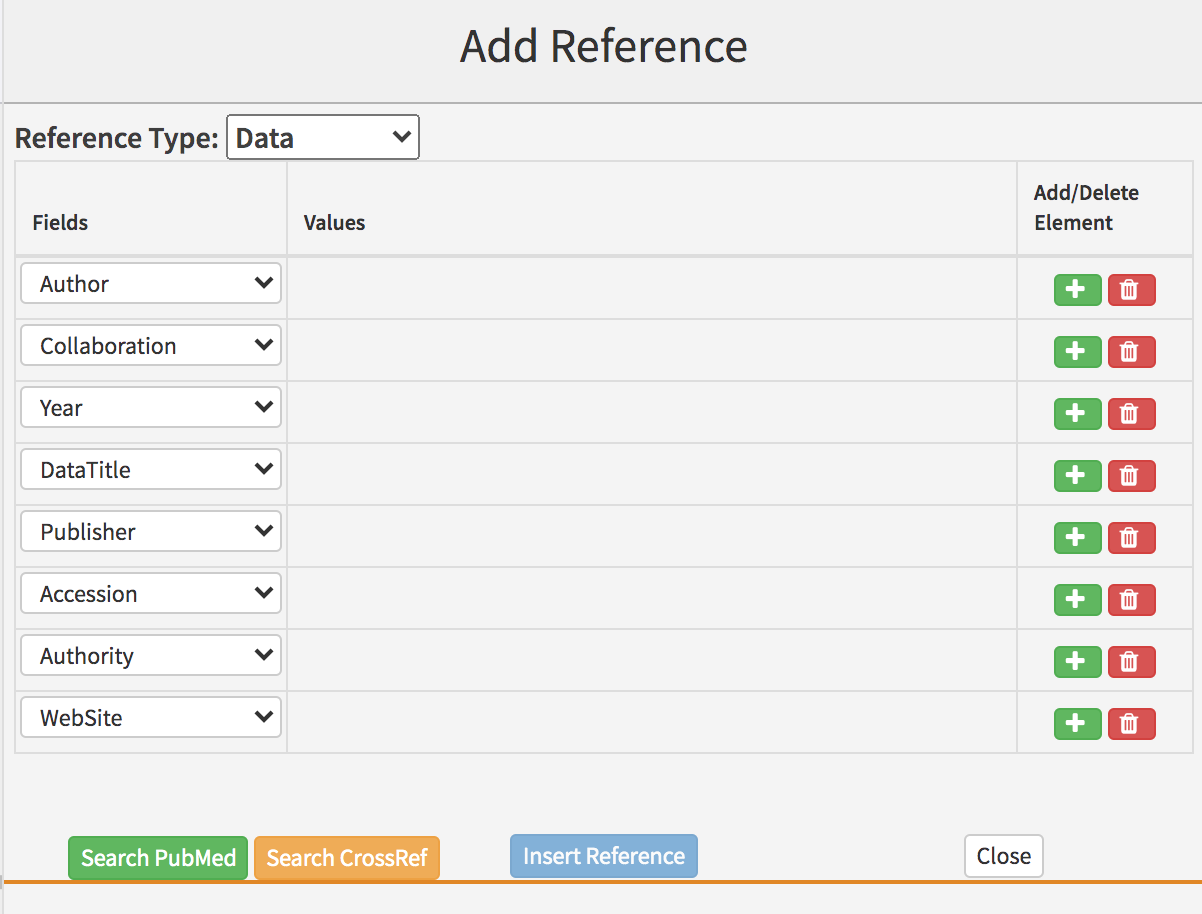 Add Reference
Reference Type: Data
Fields
Values
Add/Delete
Element
Author
Collaboration
Year
DataTitle
Publisher
Accession
Authority
WebSite
Search PubMed
Search CrossRef
Insert Reference
Close